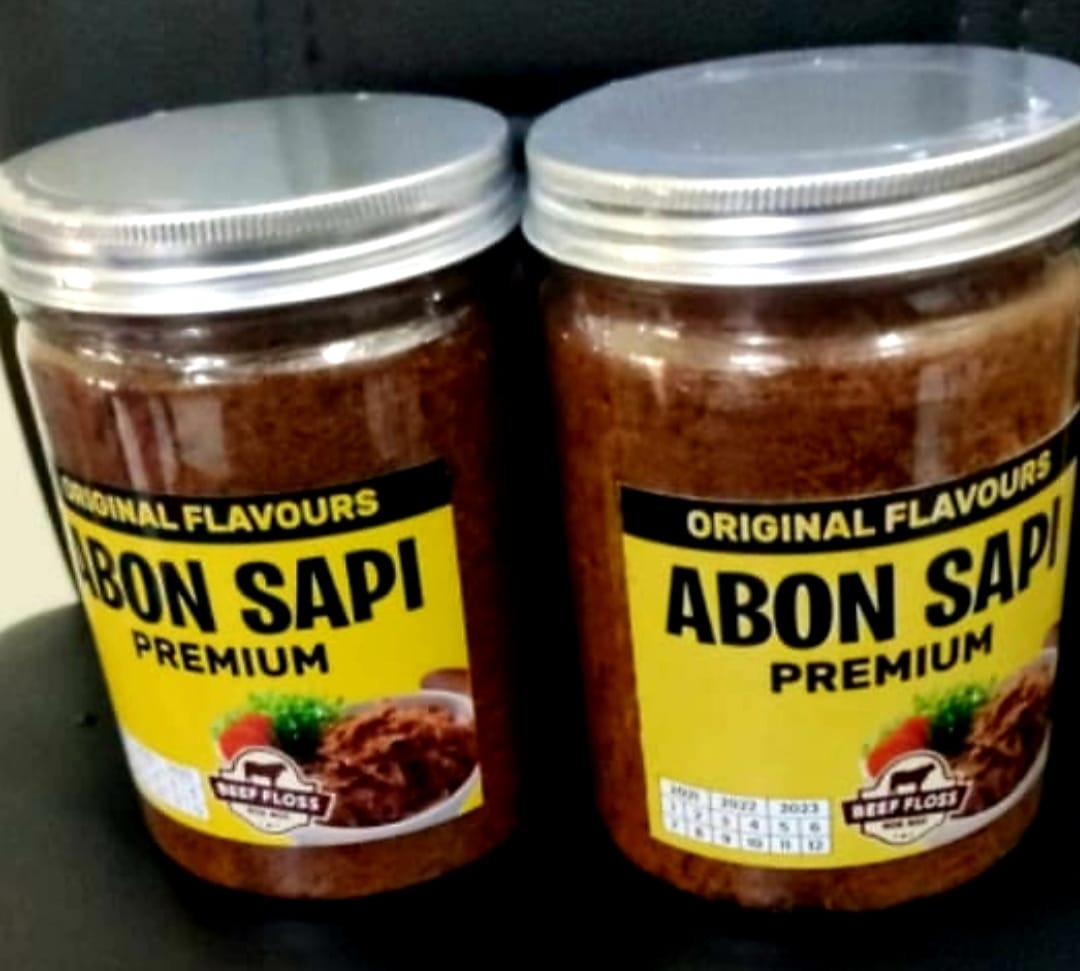 ORIGINAL FLAVOURS
ABON SAPI
PREMIUM
BEEF FLOSS
ORIGINAL FLAVOURS
ABON SAPI
PREMIUM
2021 2022 2023
1 2 3 4 5 6
7 8 9 10 11 12
BEEF FLOSS